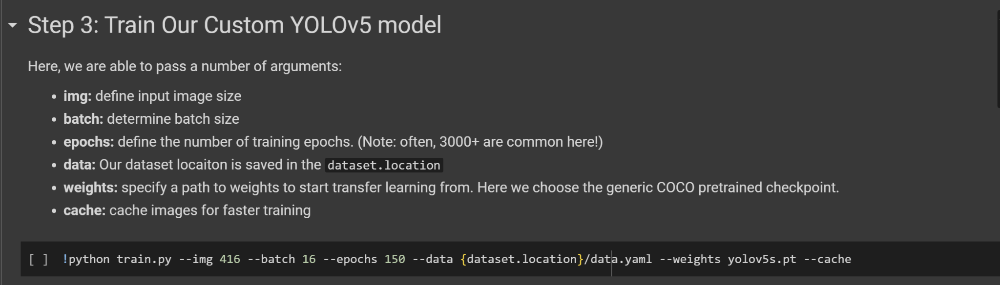 Step 3: Train Our Custom YOLOv5 model
Here, we are able to pass a number of arguments:
• img: define input image size
• batch: determine batch size
• epochs: define the number of training epochs. (Note: often, 3000+ are common here!)
• data: Our dataset locaiton is saved in the dataset.location
• weights: specify a path to weights to start transfer learning from. Here we choose the generic COCO pretrained checkpoint.
• cache: cache images for faster training
[ ] !python train.py --img 416 --batch 16 --epochs 150 --data {dataset.location}/data.yaml --weights yolov5s.pt --cache